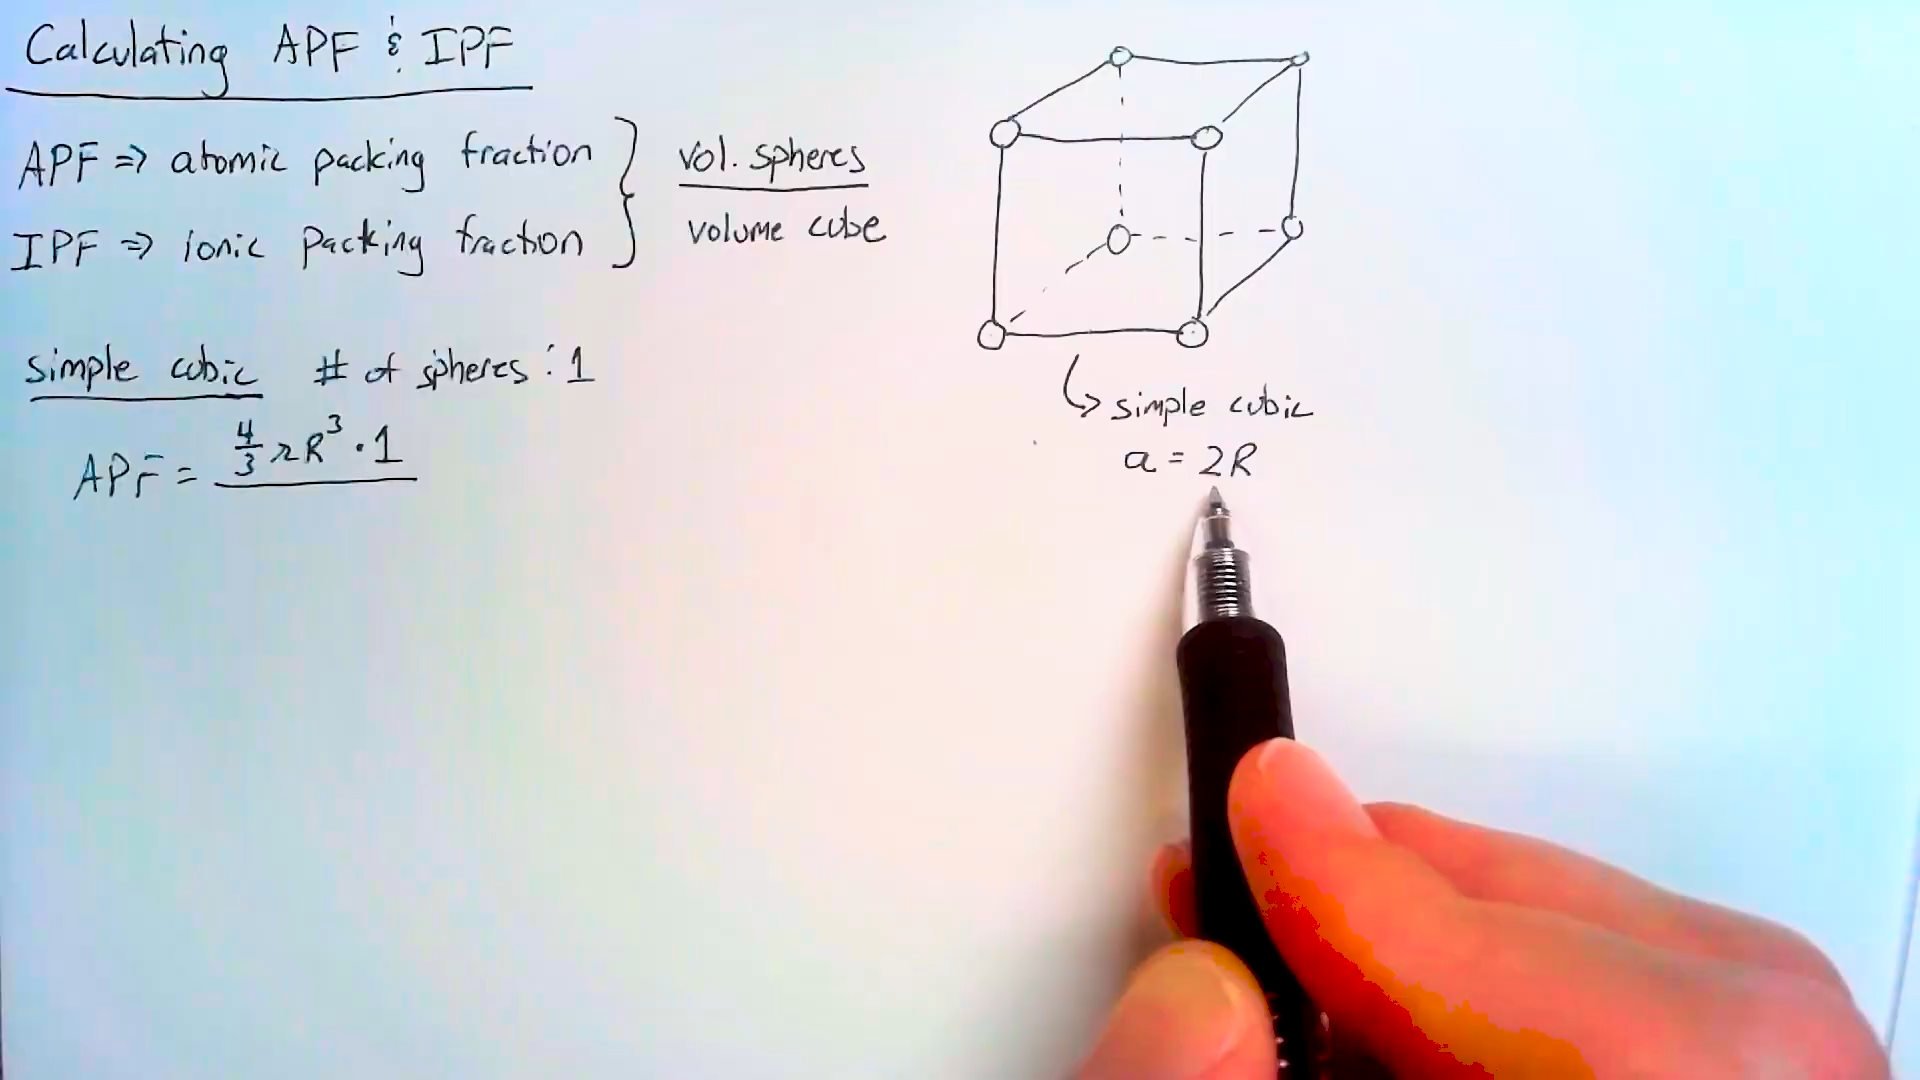 Calculating APF & IPF
APF => atomic packing fraction
IPF => ionic packing fraction
vol. spheres
volume cube
simple cubic # of spheres : 1
APF = 4/3 πR³ · 1
simple cubic
a = 2R